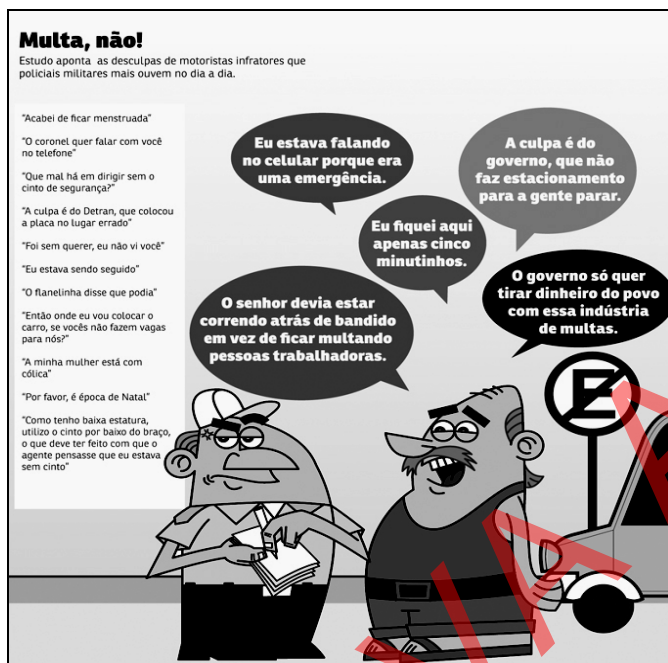 Multa, não!
Estudo aponta as desculpas de motoristas infratores que
policiais militares mais ouvem no dia a dia.
“Acabei de ficar menstruada”
“O coronel quer falar com você
no telefone”
“Que mal há em dirigir sem o
cinto de segurança?”
“A culpa é do Detran, que colocou
a placa no lugar errado”
“Foi sem querer, eu não vi você”
“Eu estava sendo seguido”
“O flanelinha disse que podia”
“Então onde eu vou colocar o
carro, se vocês não fazem vagas
para nós?”
“A minha mulher está com
cólica”
“Por favor, é época de Natal”
“Como tenho baixa estatura,
utilizo o cinto por baixo do braço,
o que deve ter feito com que o
agente pensasse que eu estava
sem cinto”
Eu estava falando
no celular porque era
uma emergência.
A culpa é do
governo, que não
faz estacionamento
para a gente parar.
Eu fiquei aqui
apenas cinco
minutinhos.
O governo só quer
tirar dinheiro do povo
com essa indústria
de multas.
O senhor devia estar
correndo atrás de bandido
em vez de ficar multando
pessoas trabalhadoras.
E